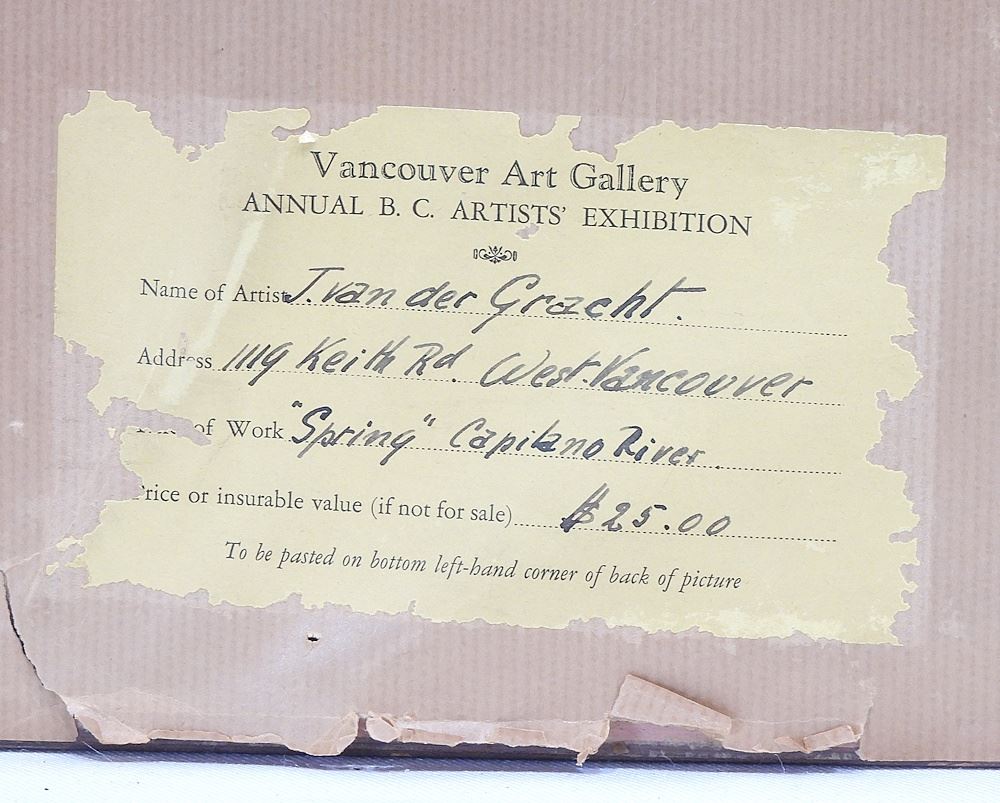 Vancouver Art Gallery
ANNUAL B. C. ARTISTS' EXHIBITION
Name of Artist J. van der Gracht.
Address 1119 Keith Rd. West. Vancouver
of Work "Spring" Capilano River.
rice or insurable value (if not for sale) $25.00
To be pasted on bottom left-hand corner of back of picture